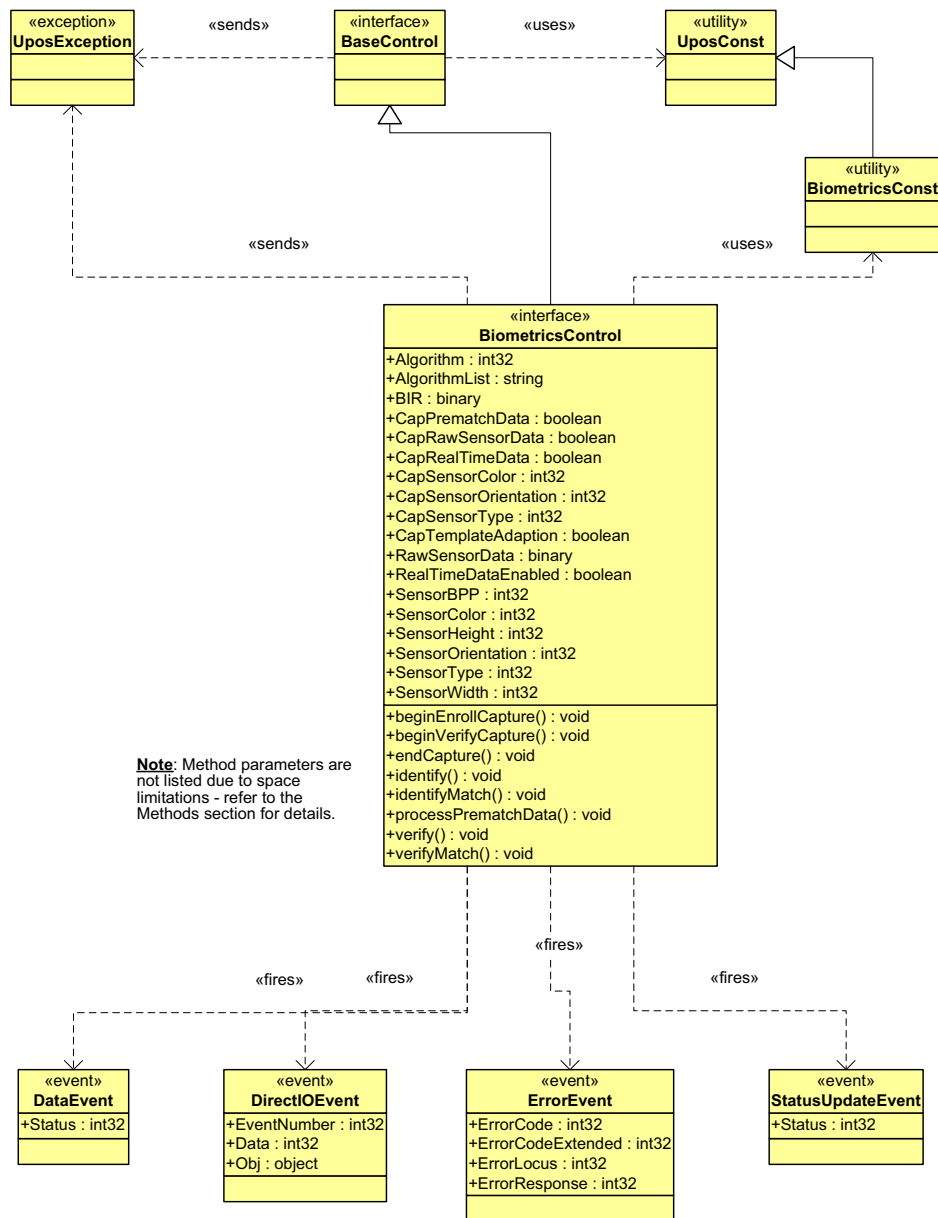 «exception»
UposException
«sends»
«interface»
BaseControl
«uses»
«utility»
UposConst
«utility»
BiometricsConst
«sends»
«uses»
«interface»
BiometricsControl
+Algorithm : int32
+AlgorithmList : string
+BIR : binary
+CapPrematchData : boolean
+CapRawSensorData : boolean
+CapRealTimeData : boolean
+CapSensorColor : int32
+CapSensorOrientation : int32
+CapSensorType : int32
+CapTemplateAdaption : boolean
+RawSensorData : binary
+RealTimeDataEnabled : boolean
+SensorBPP : int32
+SensorColor : int32
+SensorHeight : int32
+SensorOrientation : int32
+SensorType : int32
+SensorWidth : int32
+beginEnrollCapture() : void
+beginVerifyCapture() : void
+endCapture() : void
+identify() : void
+identifyMatch() : void
+processPrematchData() : void
+verify() : void
+verifyMatch() : void
Note: Method parameters are
not listed due to space
limitations - refer to the
Methods section for details.
«fires»
«fires»
«fires»
«fires»
«event»
DataEvent
+Status : int32
«event»
DirectIOEvent
+EventNumber : int32
+Data : int32
+Obj : object
«event»
ErrorEvent
+ErrorCode : int32
+ErrorCodeExtended : int32
+ErrorLocus : int32
+ErrorResponse : int32
«event»
StatusUpdateEvent
+Status : int32